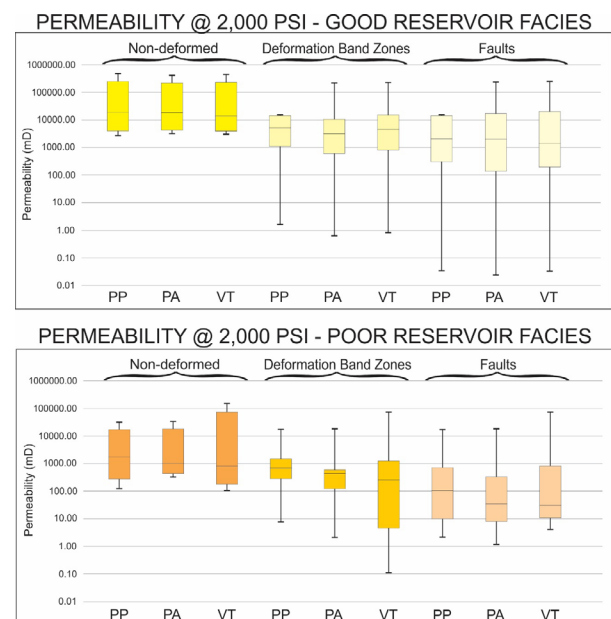 PERMEABILITY @ 2,000 PSI - GOOD RESERVOIR FACIES
Non-deformed Deformation Band Zones Faults
Permeability (mD)
1000000.00
100000.00
10000.00
1000.00
100.00
10.00
1.00
0.10
0.01
PP PA VT PP PA VT PP PA VT
PERMEABILITY @ 2,000 PSI - POOR RESERVOIR FACIES
Non-deformed Deformation Band Zones Faults
Permeability (mD)
1000000.00
100000.00
10000.00
1000.00
100.00
10.00
1.00
0.10
0.01
PP PA VT PP PA VT PP PA VT